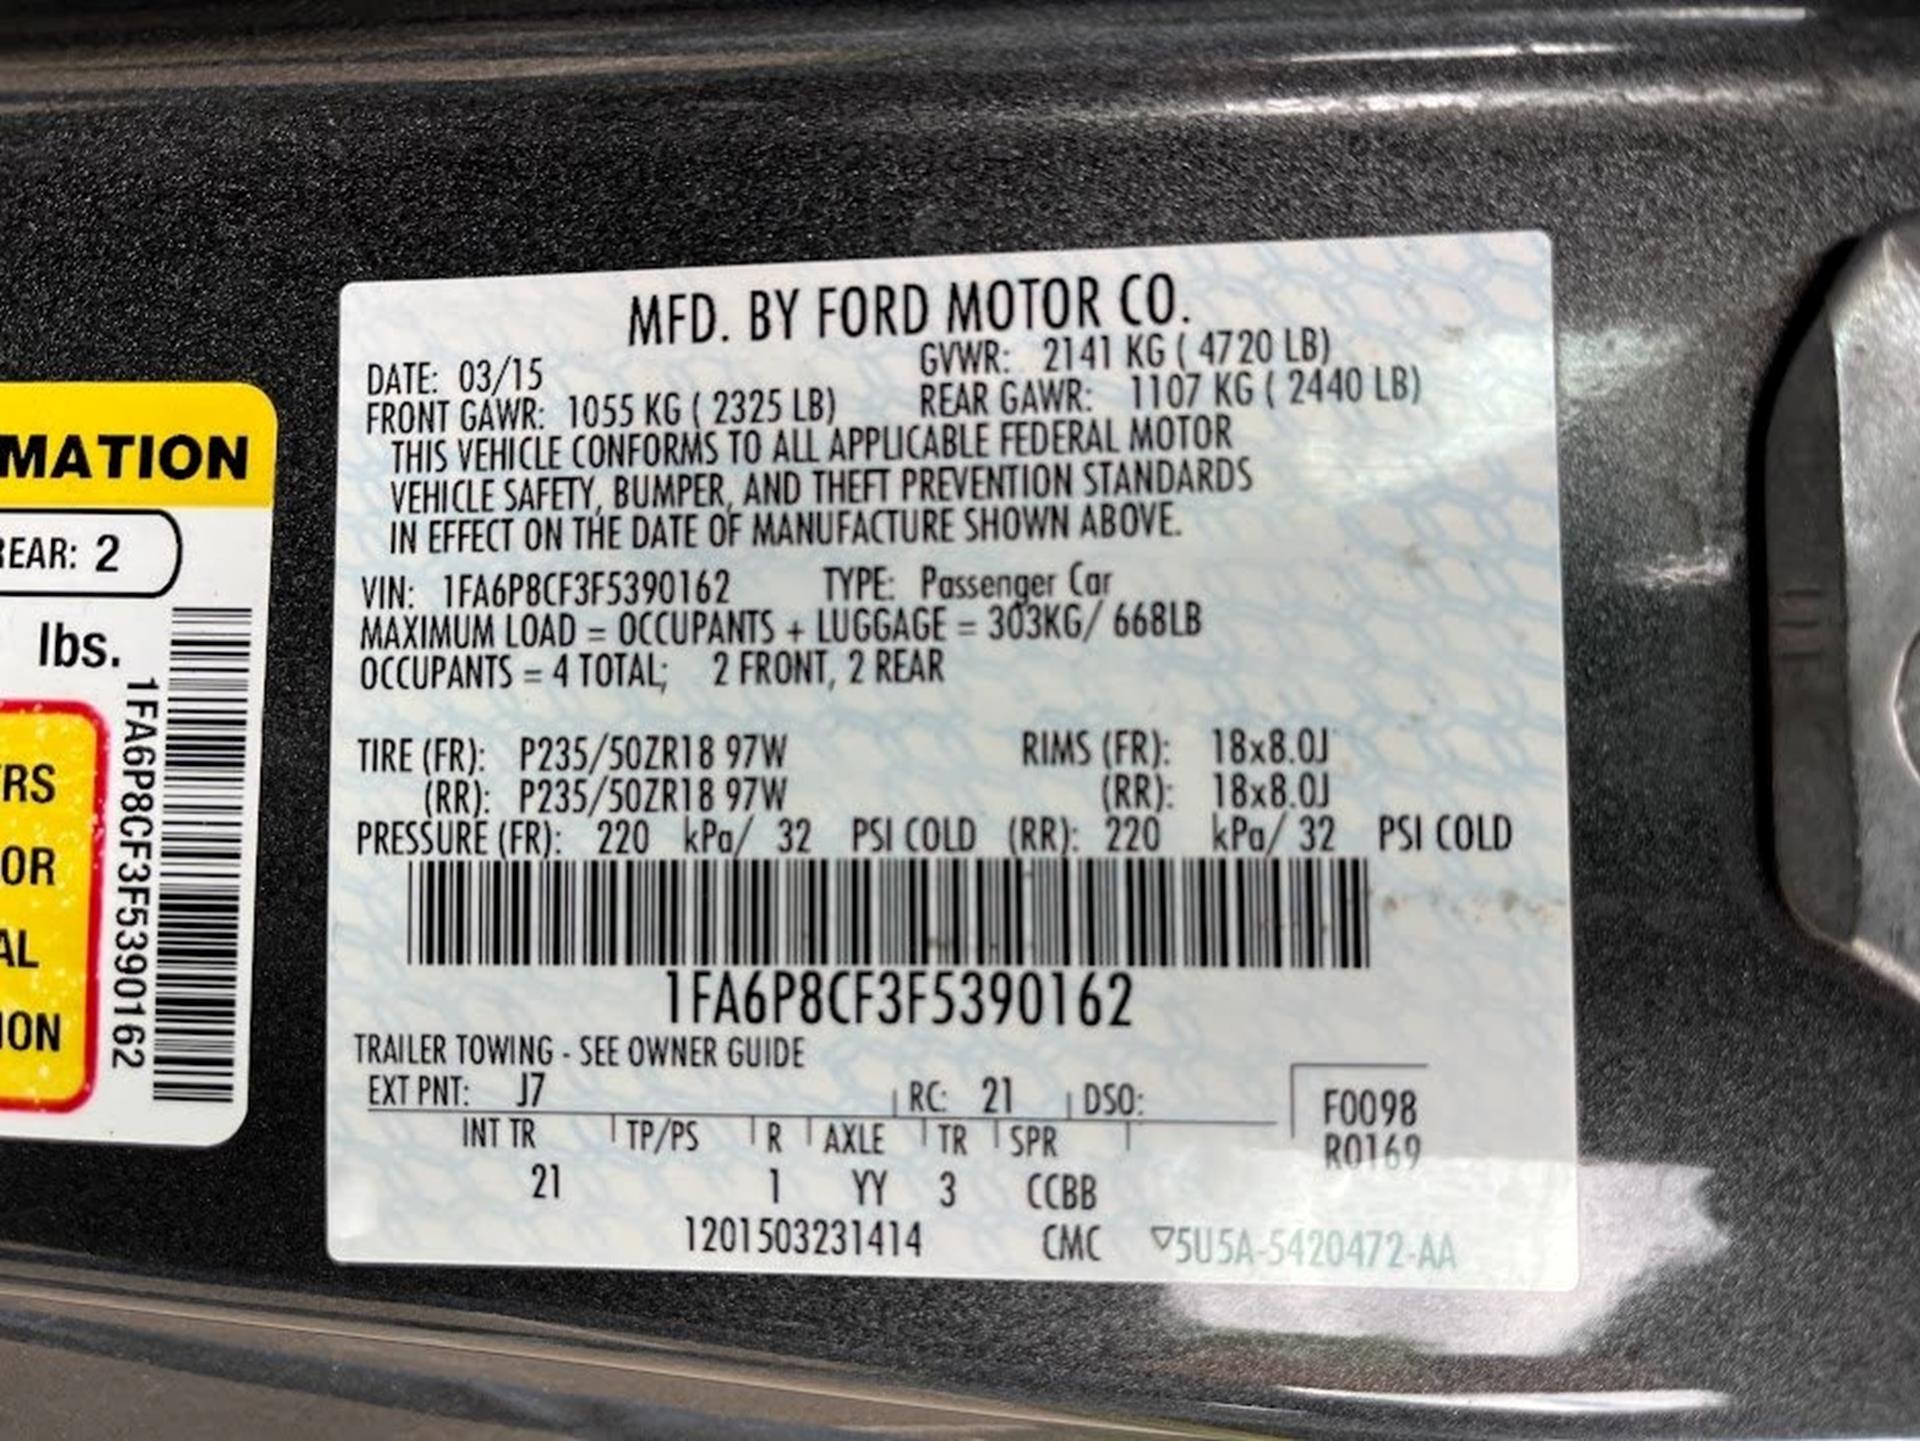 MATION
REAR: 2
lbs.
RS
OR
AL
ION
1FA6P8CF3F5390162
MFD. BY FORD MOTOR CO.
DATE: 03/15 GVWR: 2141 KG ( 4720 LB)
FRONT GAWR: 1055 KG ( 2325 LB) REAR GAWR: 1107 KG ( 2440 LB)
THIS VEHICLE CONFORMS TO ALL APPLICABLE FEDERAL MOTOR
VEHICLE SAFETY, BUMPER, AND THEFT PREVENTION STANDARDS
IN EFFECT ON THE DATE OF MANUFACTURE SHOWN ABOVE.
VIN: 1FA6P8CF3F5390162 TYPE: Passenger Car
MAXIMUM LOAD = OCCUPANTS + LUGGAGE = 303KG/ 668LB
OCCUPANTS = 4 TOTAL; 2 FRONT, 2 REAR
TIRE (FR): P235/50ZR18 97W RIMS (FR): 18x8.0J
(RR): P235/50ZR18 97W (RR): 18x8.0J
PRESSURE (FR): 220 kPa/ 32 PSI COLD (RR): 220 kPa/ 32 PSI COLD
1FA6P8CF3F5390162
TRAILER TOWING - SEE OWNER GUIDE
EXT PNT: J7 RC: 21 DSO: F0098
INT TR TP/PS R AXLE TR SPR R0169
21 1 YY 3 CCBB
1201503231414 CMC ▽5U5A-5420472-AA